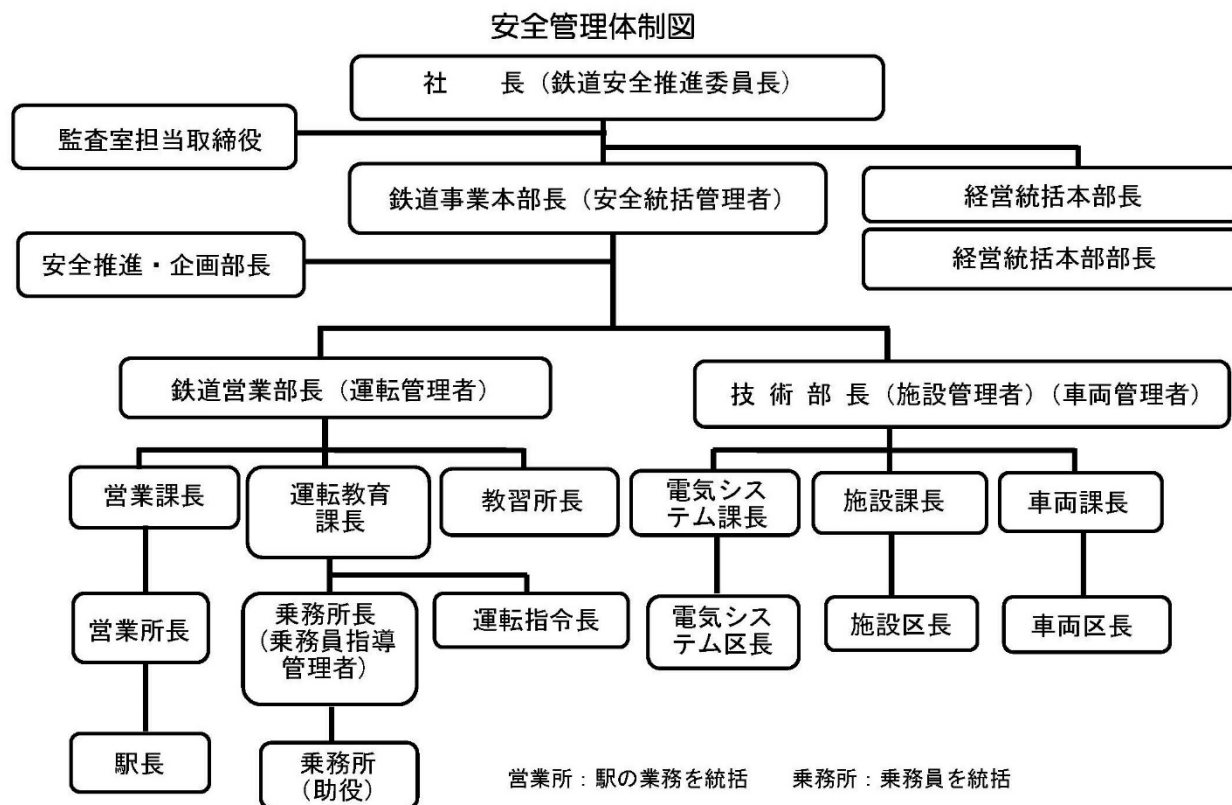 安全管理体制図
社　　長（鉄道安全推進委員長）
監査室担当取締役
鉄道事業本部長（安全統括管理者）
経営統括本部長
安全推進・企画部長
経営統括本部部長
鉄道営業部長（運転管理者）
技 術 部 長（施設管理者）（車両管理者）
営業課長
運転教育
課長
教習所長
電気シス
テム課長
施設課長
車両課長
営業所長
乗務所長
（乗務員指導
管理者）
運転指令長
電気シス
テム区長
施設区長
車両区長
駅長
乗務所
（助役）
営業所：駅の業務を統括　　乗務所：乗務員を統括